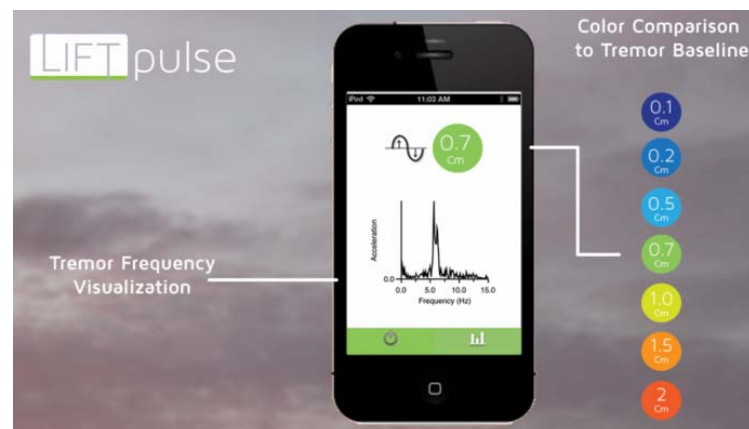 LIFT pulse
Color Comparison
to Tremor Baseline
iPod
11:03 AM
0.7
Cm
Acceleration
0.0
0.0 5.0 10.0 15.0
Frequency (Hz)
Tremor Frequency
Visualization
0.1
Cm
0.2
Cm
0.5
Cm
0.7
Cm
1.0
Cm
1.5
Cm
2
Cm